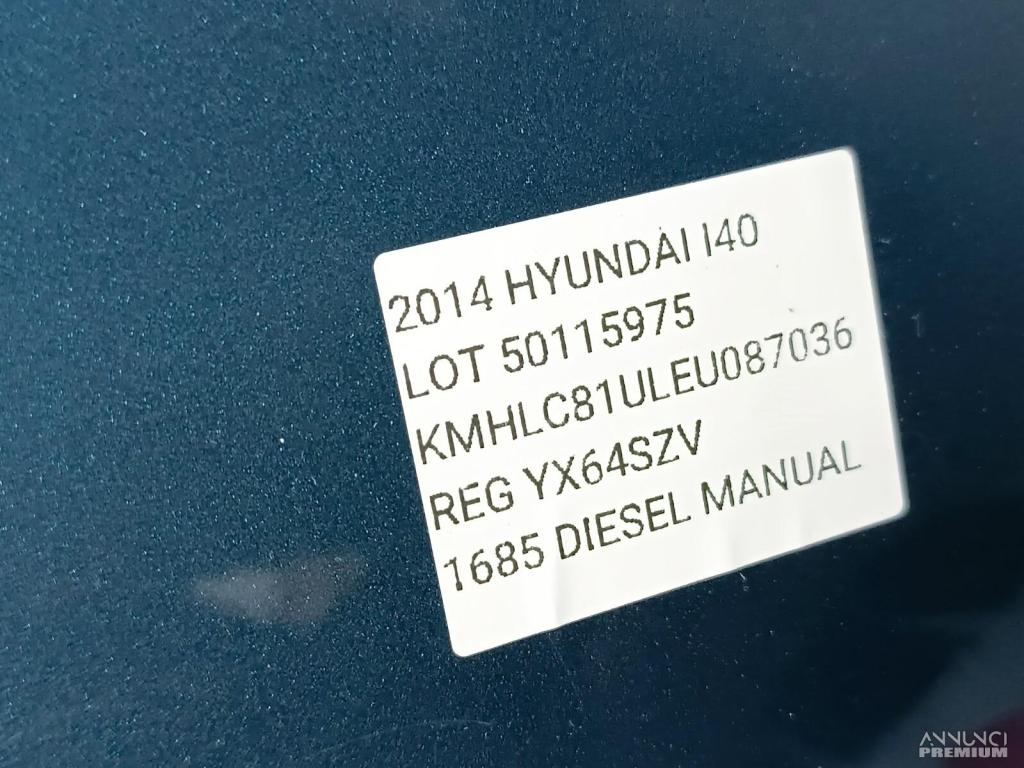 2014 HYUNDAI I40
LOT 50115975
KMHLC81ULEU087036
REG YX64SZV
1685 DIESEL MANUAL
ANNUNCI
PREMIUM